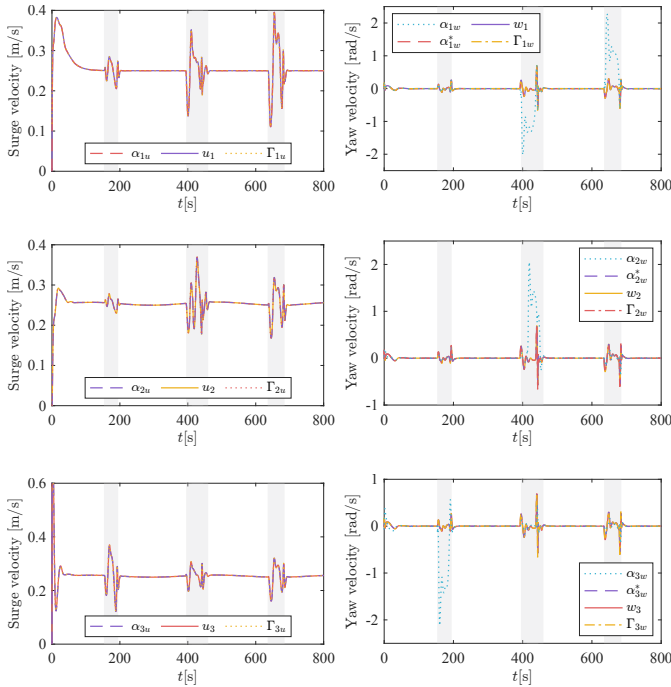 0.4
0.3
0.2
0.1
0
Surge velocity [m/s]
α1u u1 Γ1u
0 200 400 600 800
t[s]
2
1
0
-1
-2
Yaw velocity [rad/s]
α1w w1
α*1w Γ1w
0 200 400 600 800
t[s]
0.4
0.3
0.2
0.1
0
Surge velocity [m/s]
α2u u2 Γ2u
0 200 400 600 800
t[s]
2
1
0
-1
Yaw velocity [rad/s]
α2w
α*2w
w2
Γ2w
0 200 400 600 800
t[s]
0.6
0.4
0.2
0
Surge velocity [m/s]
α3u u3 Γ3u
0 200 400 600 800
t[s]
1
0
-1
-2
Yaw velocity [rad/s]
α3w
α*3w
w3
Γ3w
0 200 400 600 800
t[s]